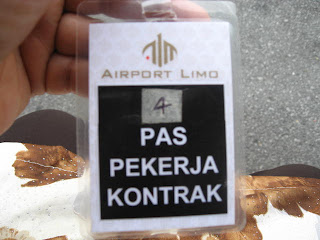 AIRPORT LIMO
4
PAS
PEKERJA
KONTRAK